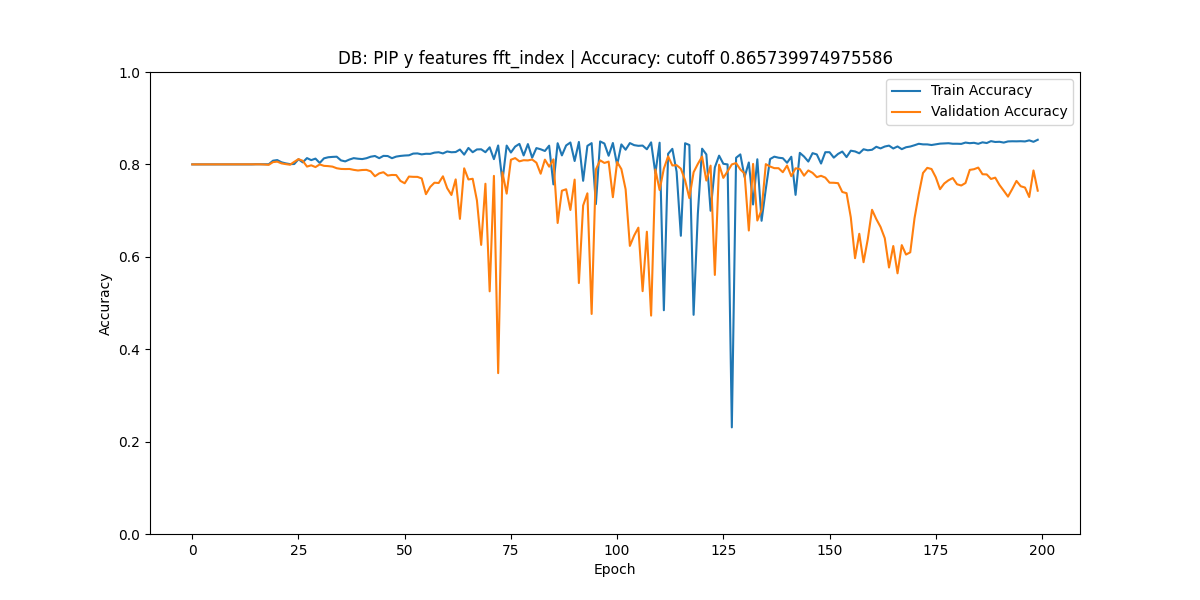 DB: PIP y features fft_index | Accuracy: cutoff 0.865739974975586
Train Accuracy
Validation Accuracy
1.0
0.8
0.6
0.4
0.2
0.0
Accuracy
0 25 50 75 100 125 150 175 200
Epoch